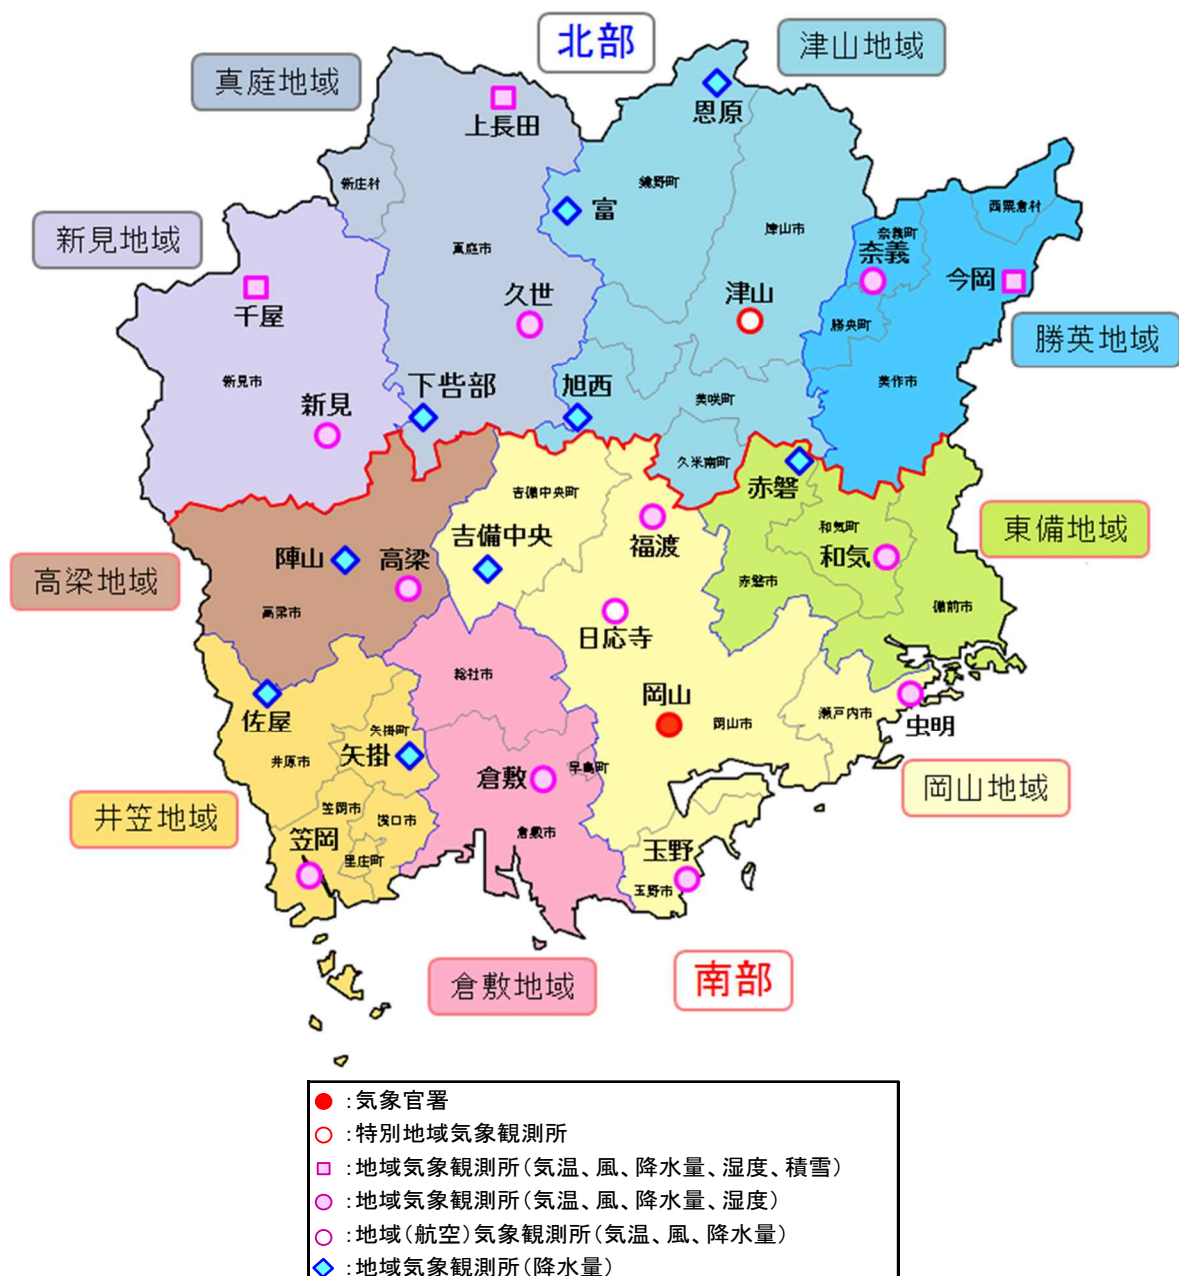 北部
津山地域
真庭地域
恩原
上長田
新庄村
鏡野町
富
西粟倉村
奈義町
奈義
新見地域
真庭市
津山市
今岡
千屋
久世
津山
勝央町
勝英地域
新見市
美作市
下呰部
旭西
美咲町
新見
久米南町
赤磐
吉備中央町
東備地域
和気町
福渡
吉備中央
陣山
高梁
和気
高梁地域
赤磐市
高梁市
備前市
日応寺
総社市
岡山
佐屋
岡山市
瀬戸内市
虫明
矢掛町
井原市
矢掛
早島町
倉敷
岡山地域
井笠地域
笠岡市
浅口市
倉敷市
笠岡
里庄町
玉野
玉野市
倉敷地域
南部
:気象官署
:特別地域気象観測所
:地域気象観測所(気温、風、降水量、湿度、積雪)
:地域気象観測所(気温、風、降水量、湿度)
:地域(航空)気象観測所(気温、風、降水量)
:地域気象観測所(降水量)